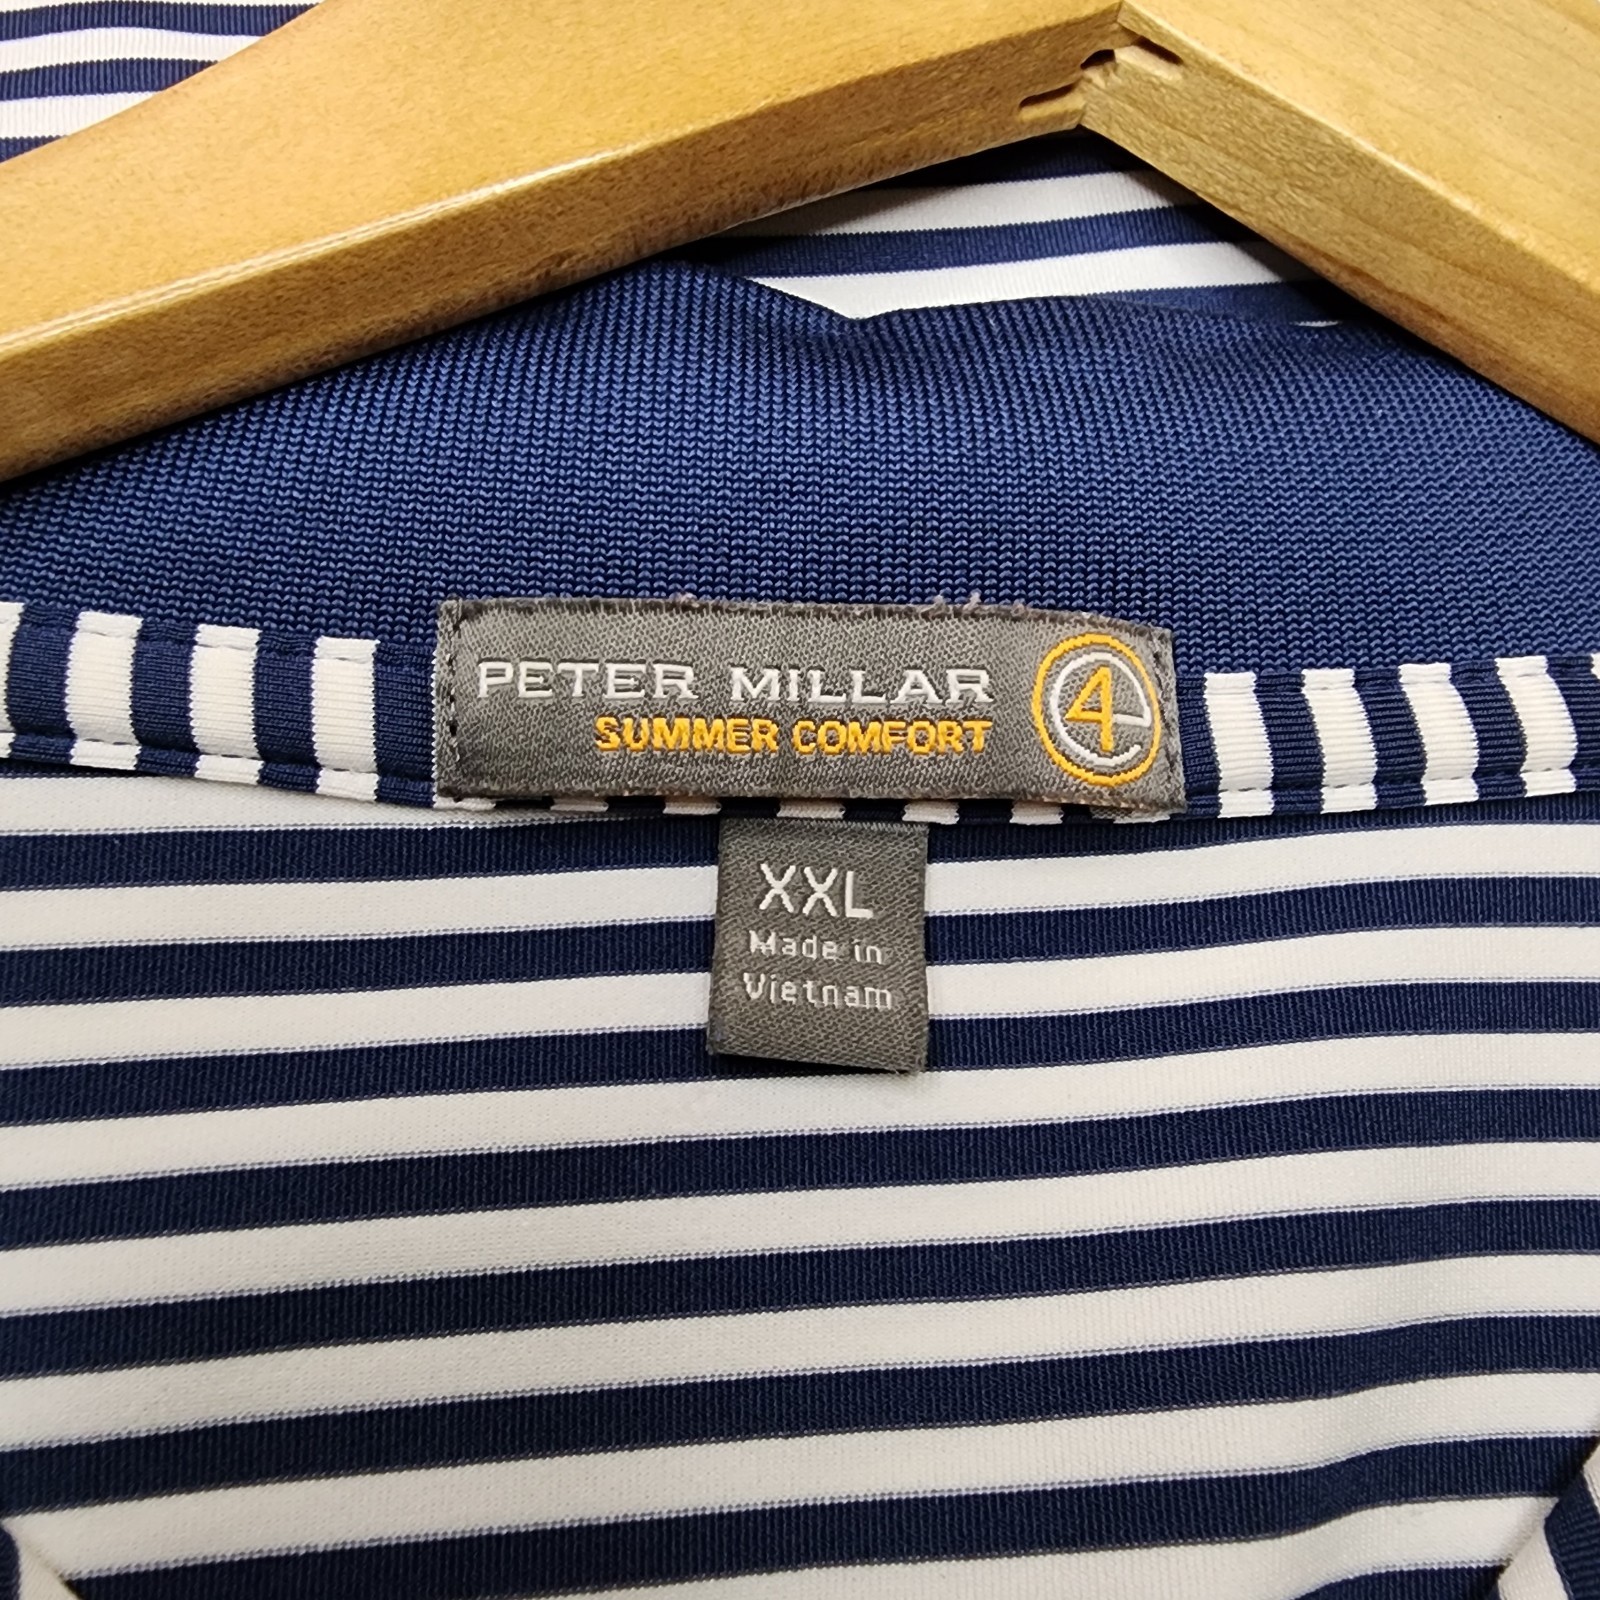 PETER MILLAR
SUMMER COMFORT
4
XXL
Made in
Vietnam